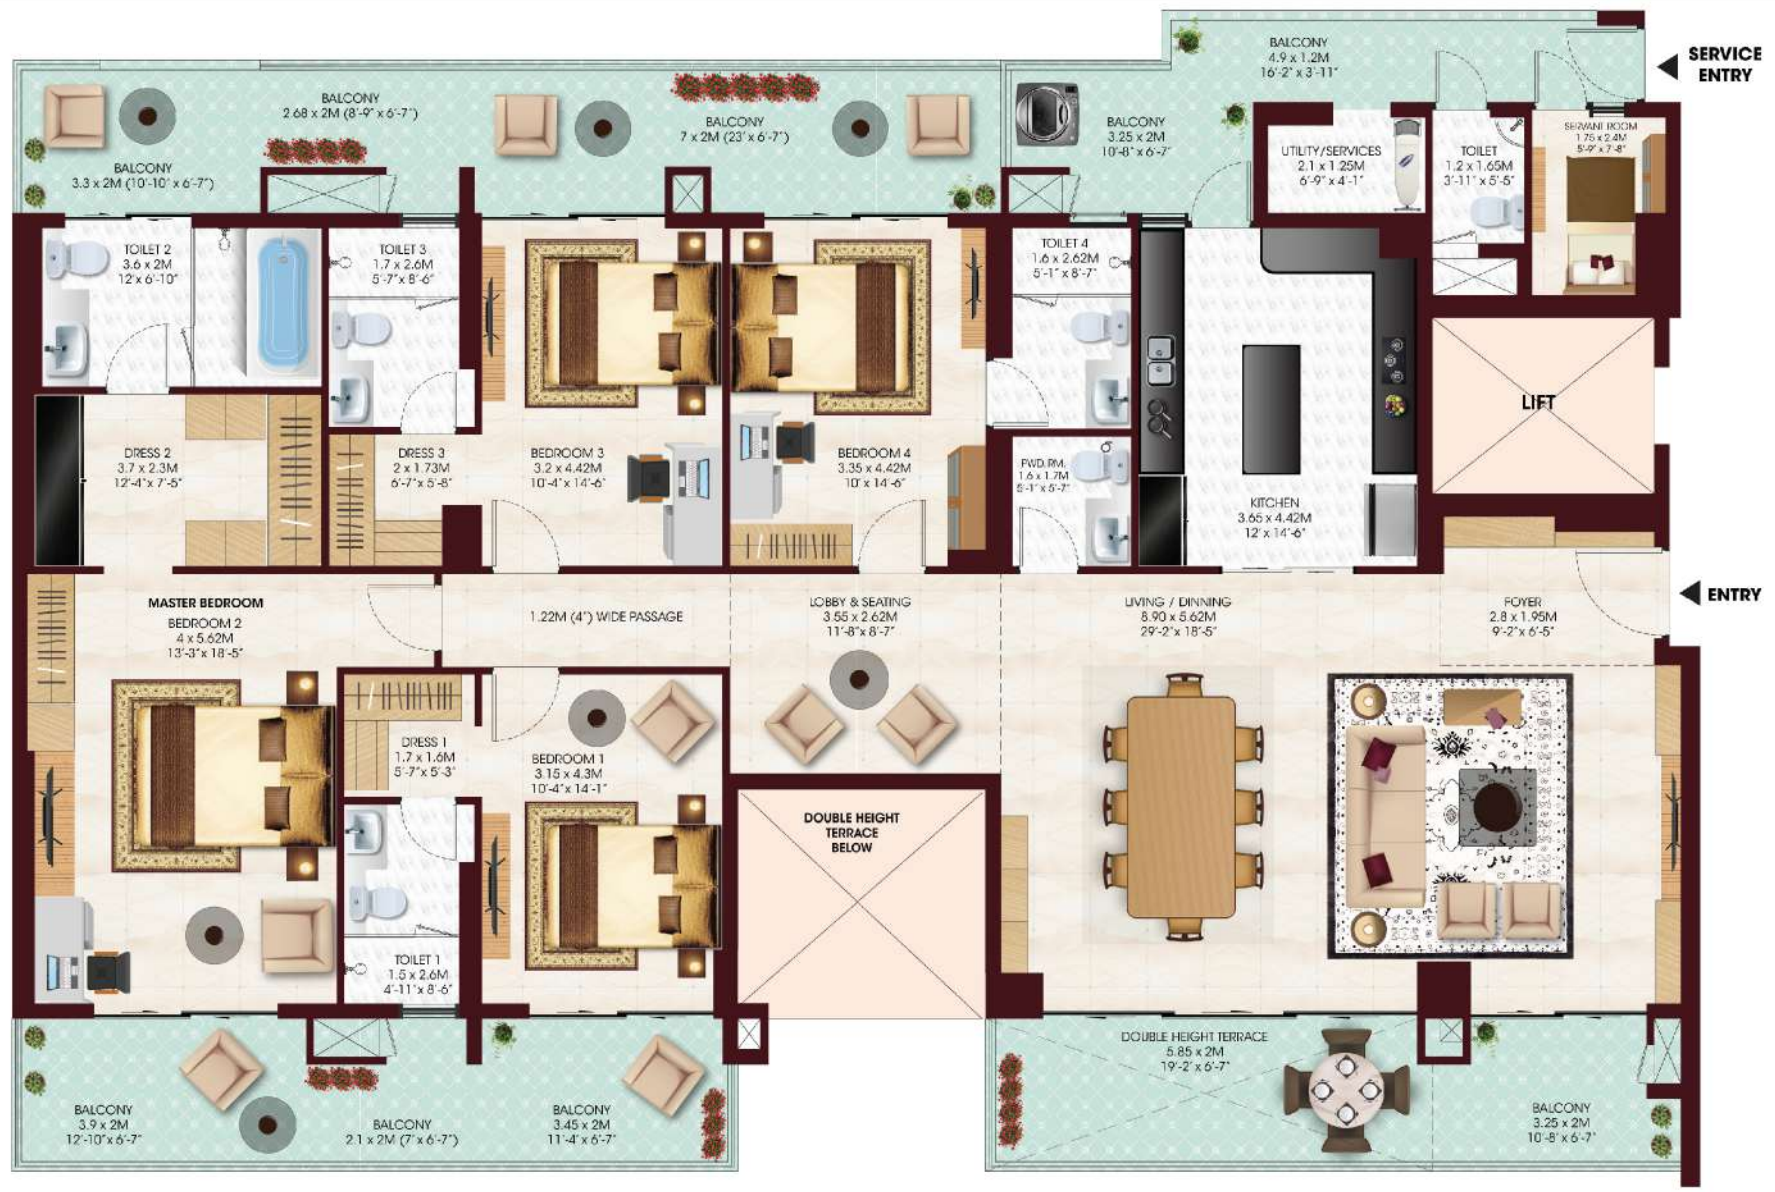 BALCONY
4.9 x 1.2M
16'-2" x 3'-11"
SERVICE
ENTRY
BALCONY
2.68 x 2M (8'-9" x 6'-7")
BALCONY
7 x 2M (23' x 6'-7")
BALCONY
3.25 x 2M
10'-8" x 6'-7"
BALCONY
3.3 x 2M (10'-10" x 6'-7")
UTILITY/SERVICES
2.1 x 1.25M
6'-9" x 4'-1"
TOILET
1.2 x 1.65M
3'-11" x 5'-5"
SERVANT ROOM
1.75 x 2.4M
5'-9" x 7'-8"
TOILET 2
3.6 x 2M
12' x 6'-10"
TOILET 3
1.7 x 2.6M
5'-7" x 8'-6"
TOILET 4
1.6 x 2.62M
5'-1" x 8'-7"
LIFT
DRESS 2
3.7 x 2.3M
12'-4" x 7'-5"
DRESS 3
2 x 1.73M
6'-7" x 5'-8"
BEDROOM 3
3.2 x 4.42M
10'-4" x 14'-6"
BEDROOM 4
3.35 x 4.42M
10' x 14'-6"
PWD. RM.
1.6 x 1.7M
5'-1" x 5'-7"
KITCHEN
3.65 x 4.42M
12' x 14'-6"
MASTER BEDROOM
BEDROOM 2
4 x 5.62M
13'-3" x 18'-5"
1.22M (4") WIDE PASSAGE
LOBBY & SEATING
3.55 x 2.62M
11'-8" x 8'-7"
LIVING / DINNING
8.90 x 5.62M
29'-2" x 18'-5"
FOYER
2.8 x 1.95M
9'-2" x 6'-5"
ENTRY
DRESS 1
1.7 x 1.6M
5'-7" x 5'-3"
BEDROOM 1
3.15 x 4.3M
10'-4" x 14'-1"
DOUBLE HEIGHT
TERRACE
BELOW
TOILET 1
1.5 x 2.6M
4'-11" x 8'-6"
DOUBLE HEIGHT TERRACE
5.85 x 2M
19'-2" x 6'-7"
BALCONY
3.9 x 2M
12'-10" x 6'-7"
BALCONY
2.1 x 2M (7' x 6'-7")
BALCONY
3.45 x 2M
11'-4" x 6'-7"
BALCONY
3.25 x 2M
10'-8" x 6'-7"